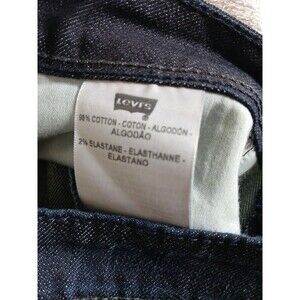 Levi's
98% COTTON - COTON - ALGODÓN -
ALGODÃO
2% ELASTANE - ELASTHANNE -
ELASTANO